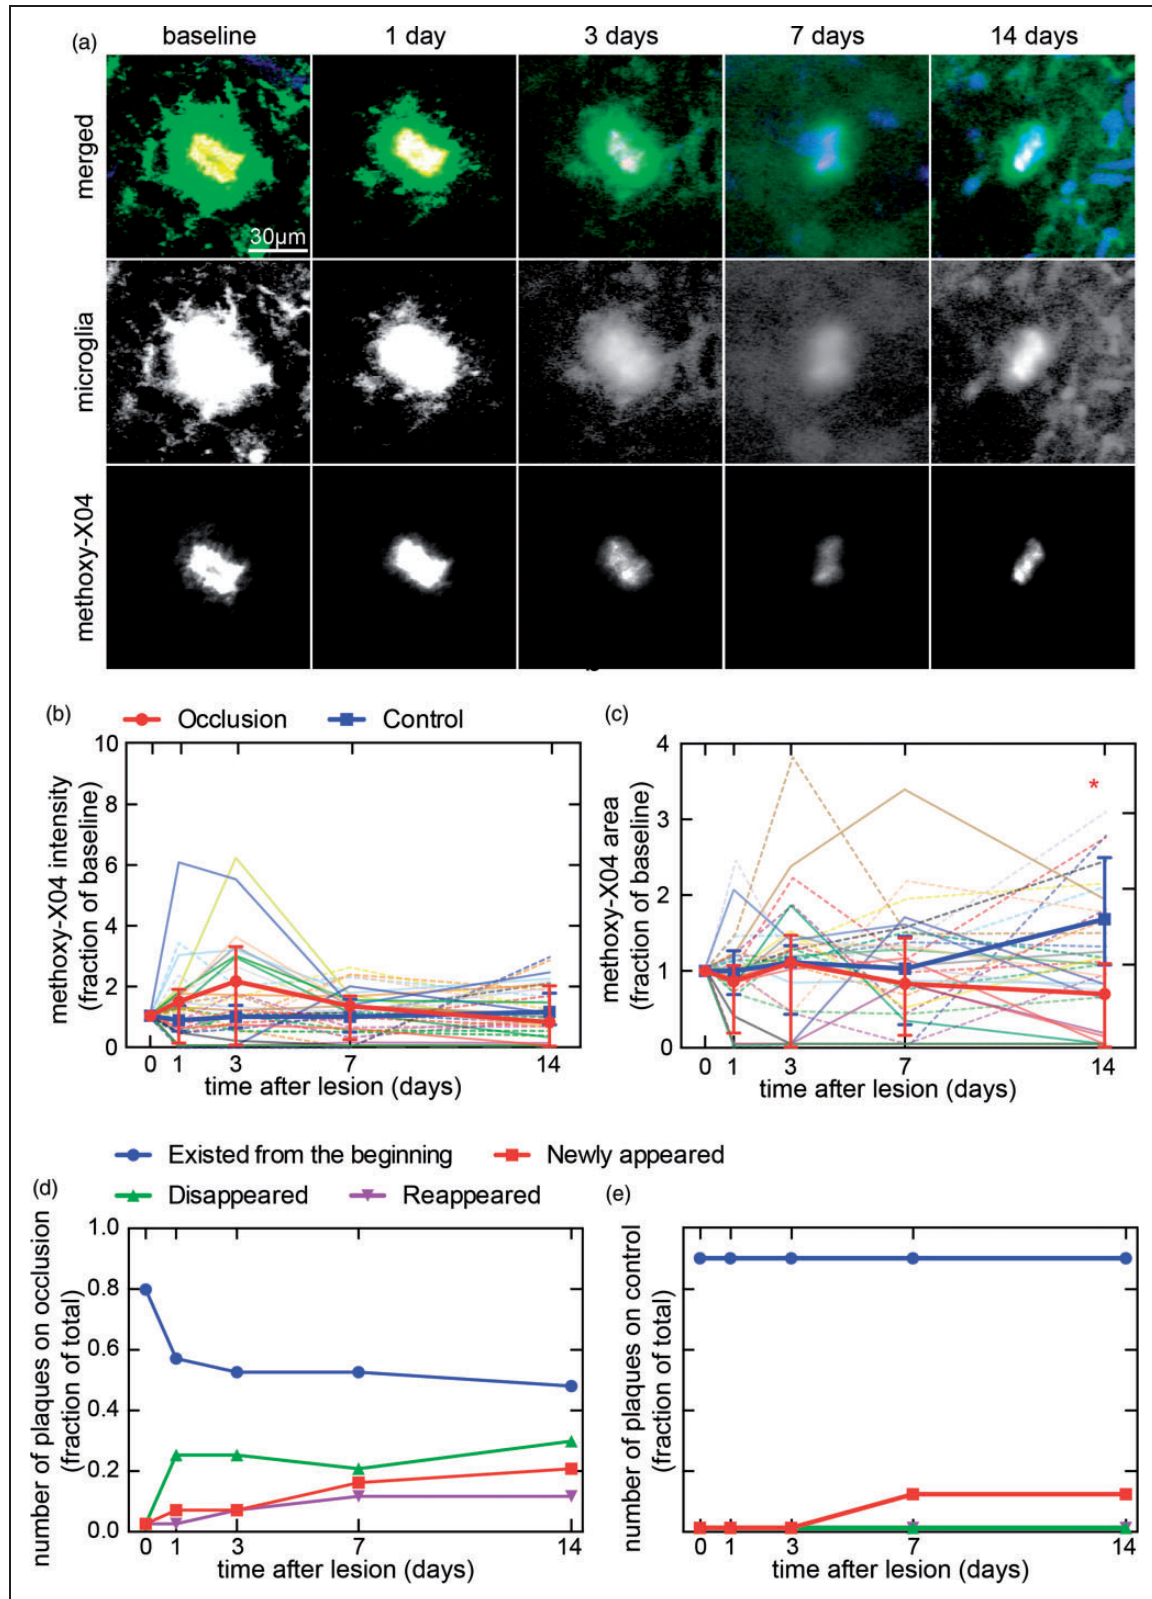 (a)
baseline 1 day 3 days 7 days 14 days
merged
30µm
microglia
methoxy-X04
(b)
Occlusion Control
methoxy-X04 intensity
(fraction of baseline)
10
8
6
4
2
0
0 1 3 7 14
time after lesion (days)
(c)
methoxy-X04 area
(fraction of baseline)
4
3
2
1
0
*
0 1 3 7 14
time after lesion (days)
Existed from the beginning Newly appeared
Disappeared Reappeared
(d)
number of plaques on occlusion
(fraction of total)
1.0
0.8
0.6
0.4
0.2
0.0
0 1 3 7 14
time after lesion (days)
(e)
number of plaques on control
(fraction of total)
0 1 3 7 14
time after lesion (days)